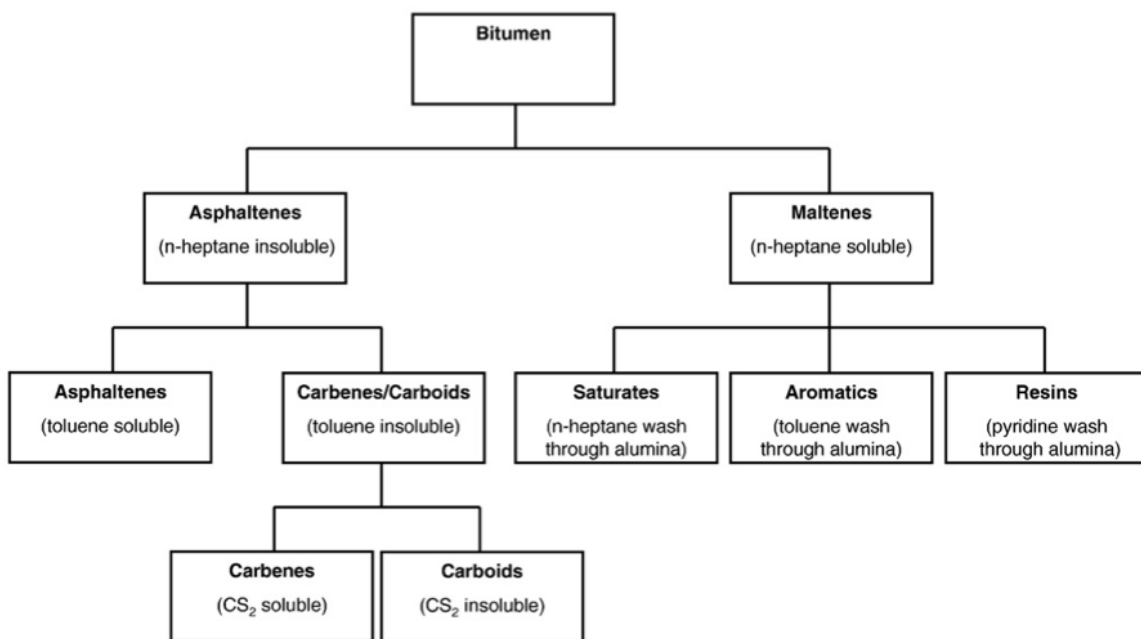 Bitumen
Asphaltenes
(n-heptane insoluble)
Maltenes
(n-heptane soluble)
Asphaltenes
(toluene soluble)
Carbenes/Carboids
(toluene insoluble)
Saturates
(n-heptane wash
through alumina)
Aromatics
(toluene wash
through alumina)
Resins
(pyridine wash
through alumina)
Carbenes
(CS₂ soluble)
Carboids
(CS₂ insoluble)